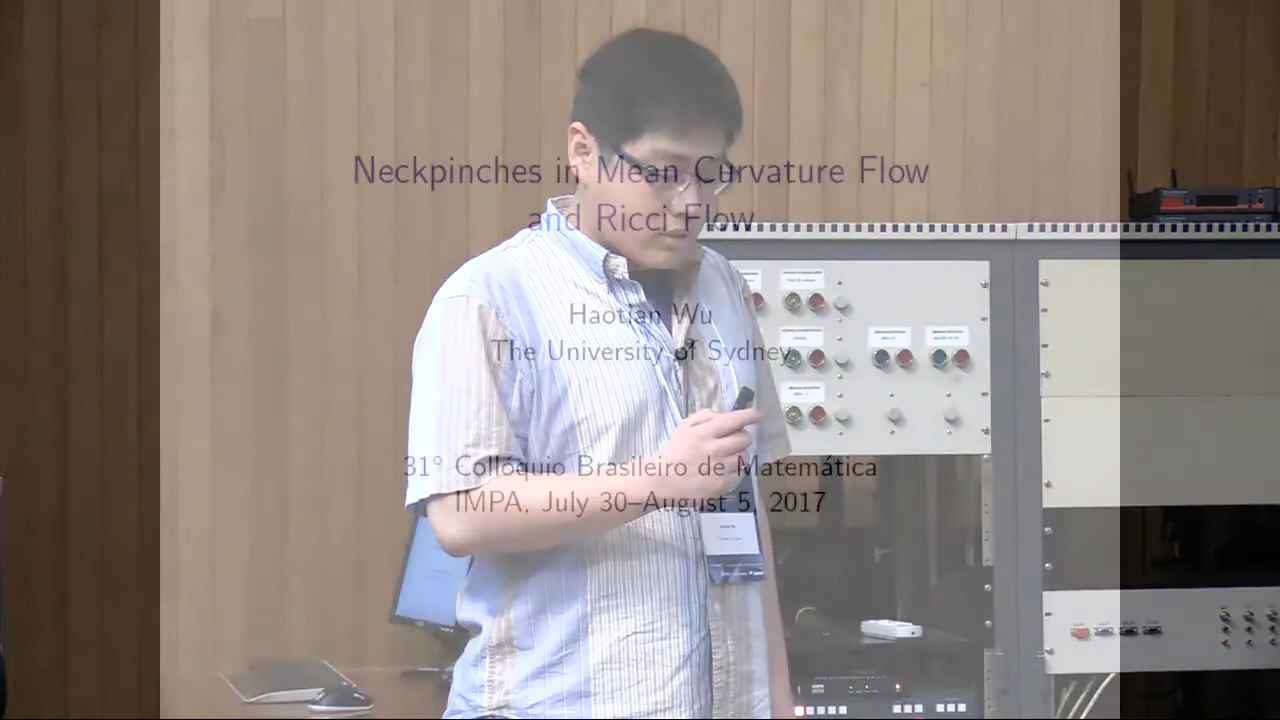 Neckpinches in Mean Curvature Flow
and Ricci Flow
Haotian Wu
The University of Sydney
31° Colóquio Brasileiro de Matemática
IMPA, July 30–August 5, 2017